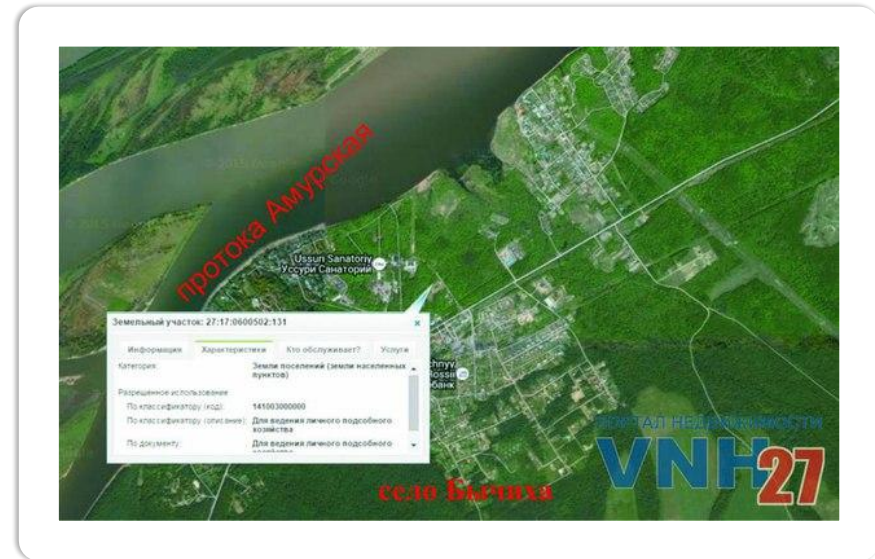 протока Амурская
Ussuri Sanatoriy
Уссури Санаторий
Земельный участок: 27:17:0600502:131
Информация
Характеристики
Кто обслуживает?
Услуги
Категория:
Земли поселений (земли населенных
пунктов)
Разрешенное использование
По классификатору (код):
141003000000
По классификатору (описание):
Для ведения личного подсобного
хозяйства
По документу:
Для ведения личного подсобного
хозяйства
село Бычиха
ПОРТАЛ НЕДВИЖИМОСТИ
VNH27